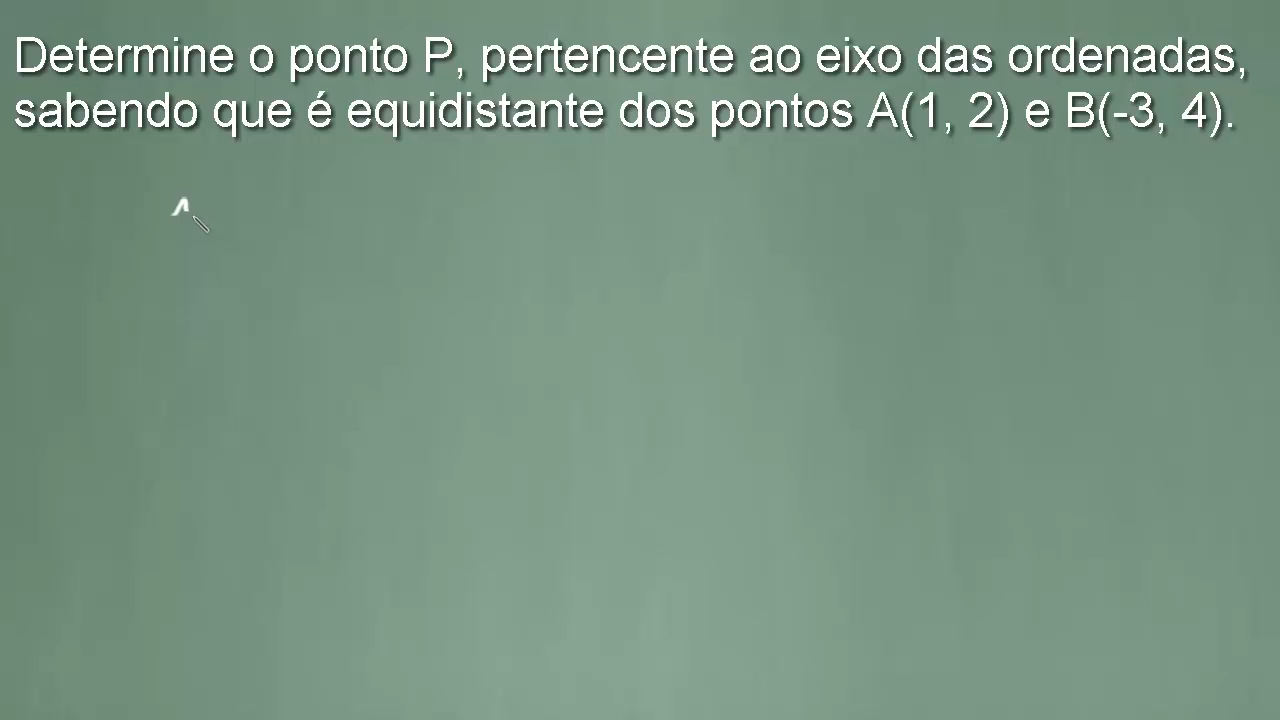 Determine o ponto P, pertencente ao eixo das ordenadas,
sabendo que é equidistante dos pontos A(1, 2) e B(-3, 4).